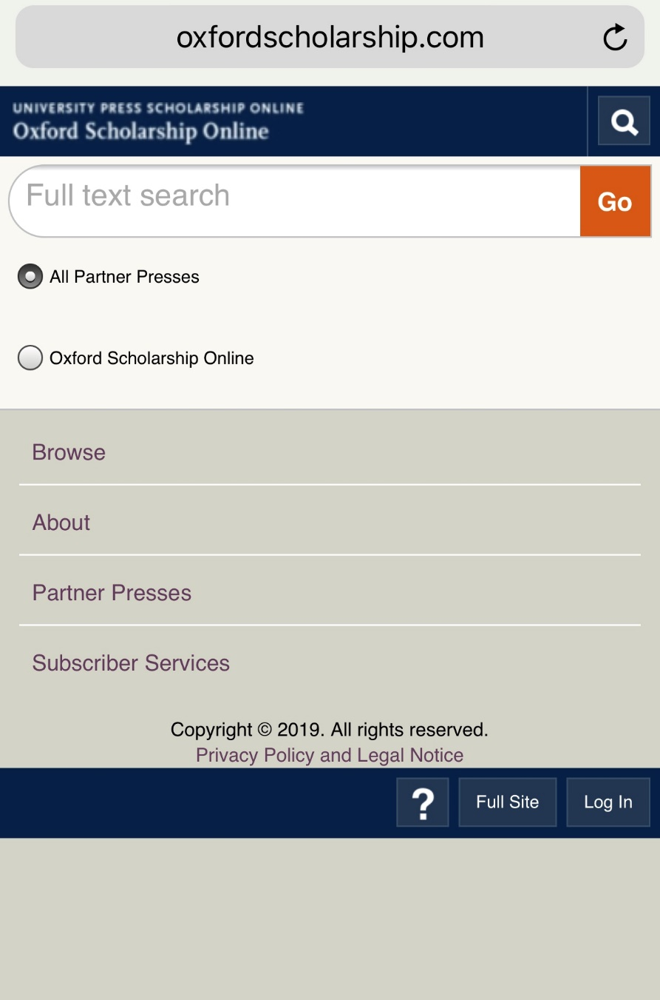 oxfordscholarship.com
UNIVERSITY PRESS SCHOLARSHIP ONLINE
Oxford Scholarship Online
Full text search
Go
All Partner Presses
Oxford Scholarship Online
Browse
About
Partner Presses
Subscriber Services
Copyright © 2019. All rights reserved.
Privacy Policy and Legal Notice
? Full Site Log In